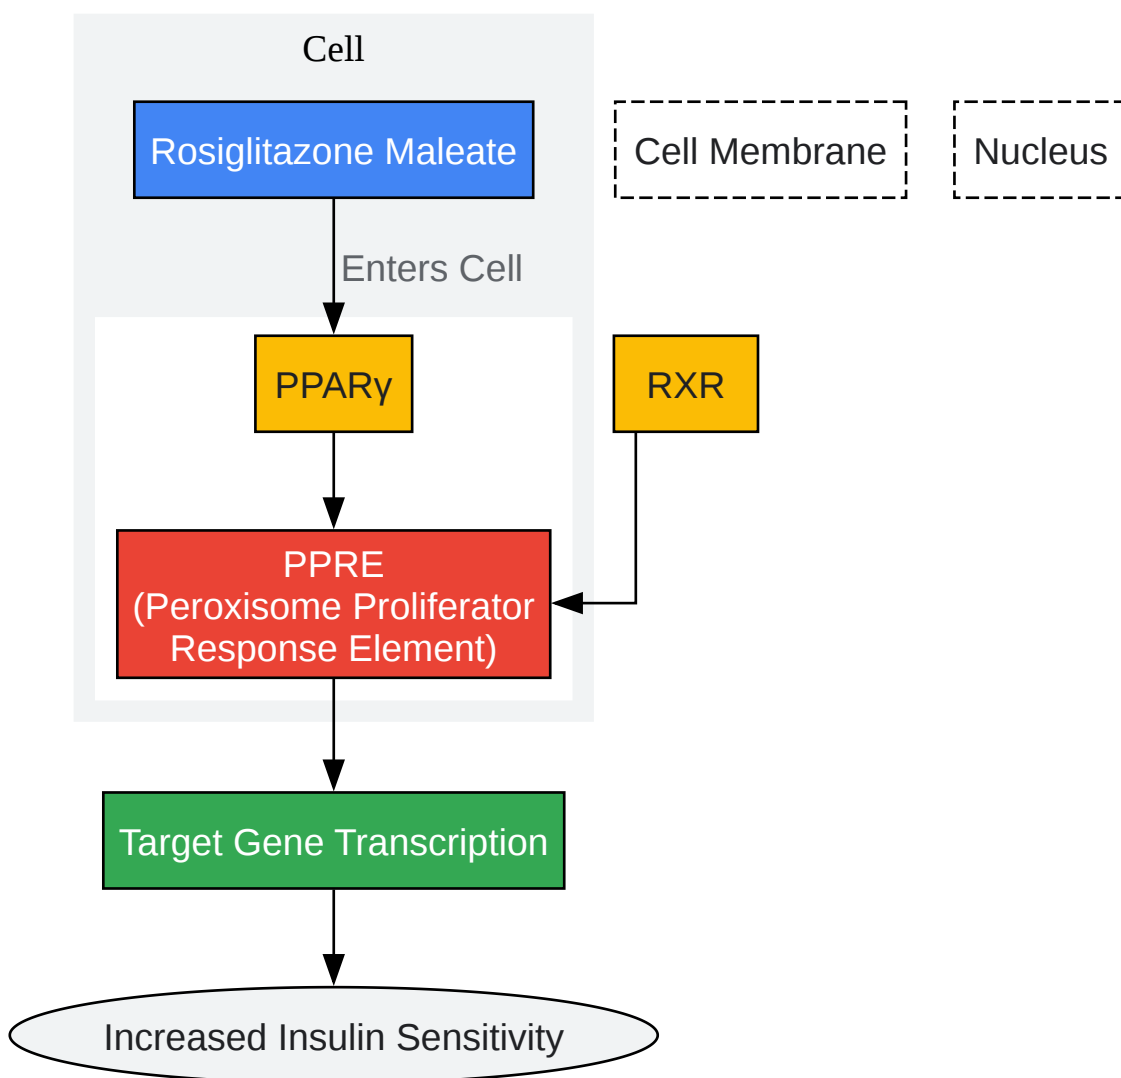 Cell
Rosiglitazone Maleate
Cell Membrane
Nucleus
Enters Cell
PPARγ
RXR
PPRE
(Peroxisome Proliferator
Response Element)
Target Gene Transcription
Increased Insulin Sensitivity